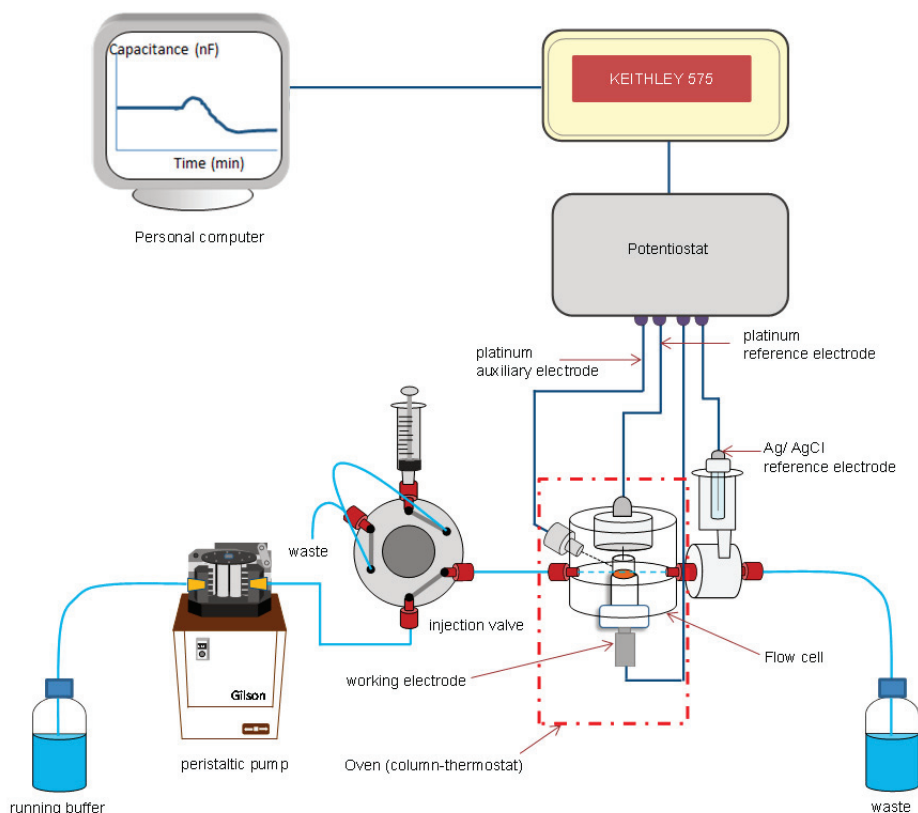 Capacitance (nF)
Time (min)
Personal computer
KEITHLEY 575
Potentiostat
platinum
auxiliary electrode
platinum
reference electrode
Ag/ AgCl
reference electrode
waste
injection valve
working electrode
Flow cell
Gilson
peristaltic pump
Oven (column-thermostat)
running buffer
waste